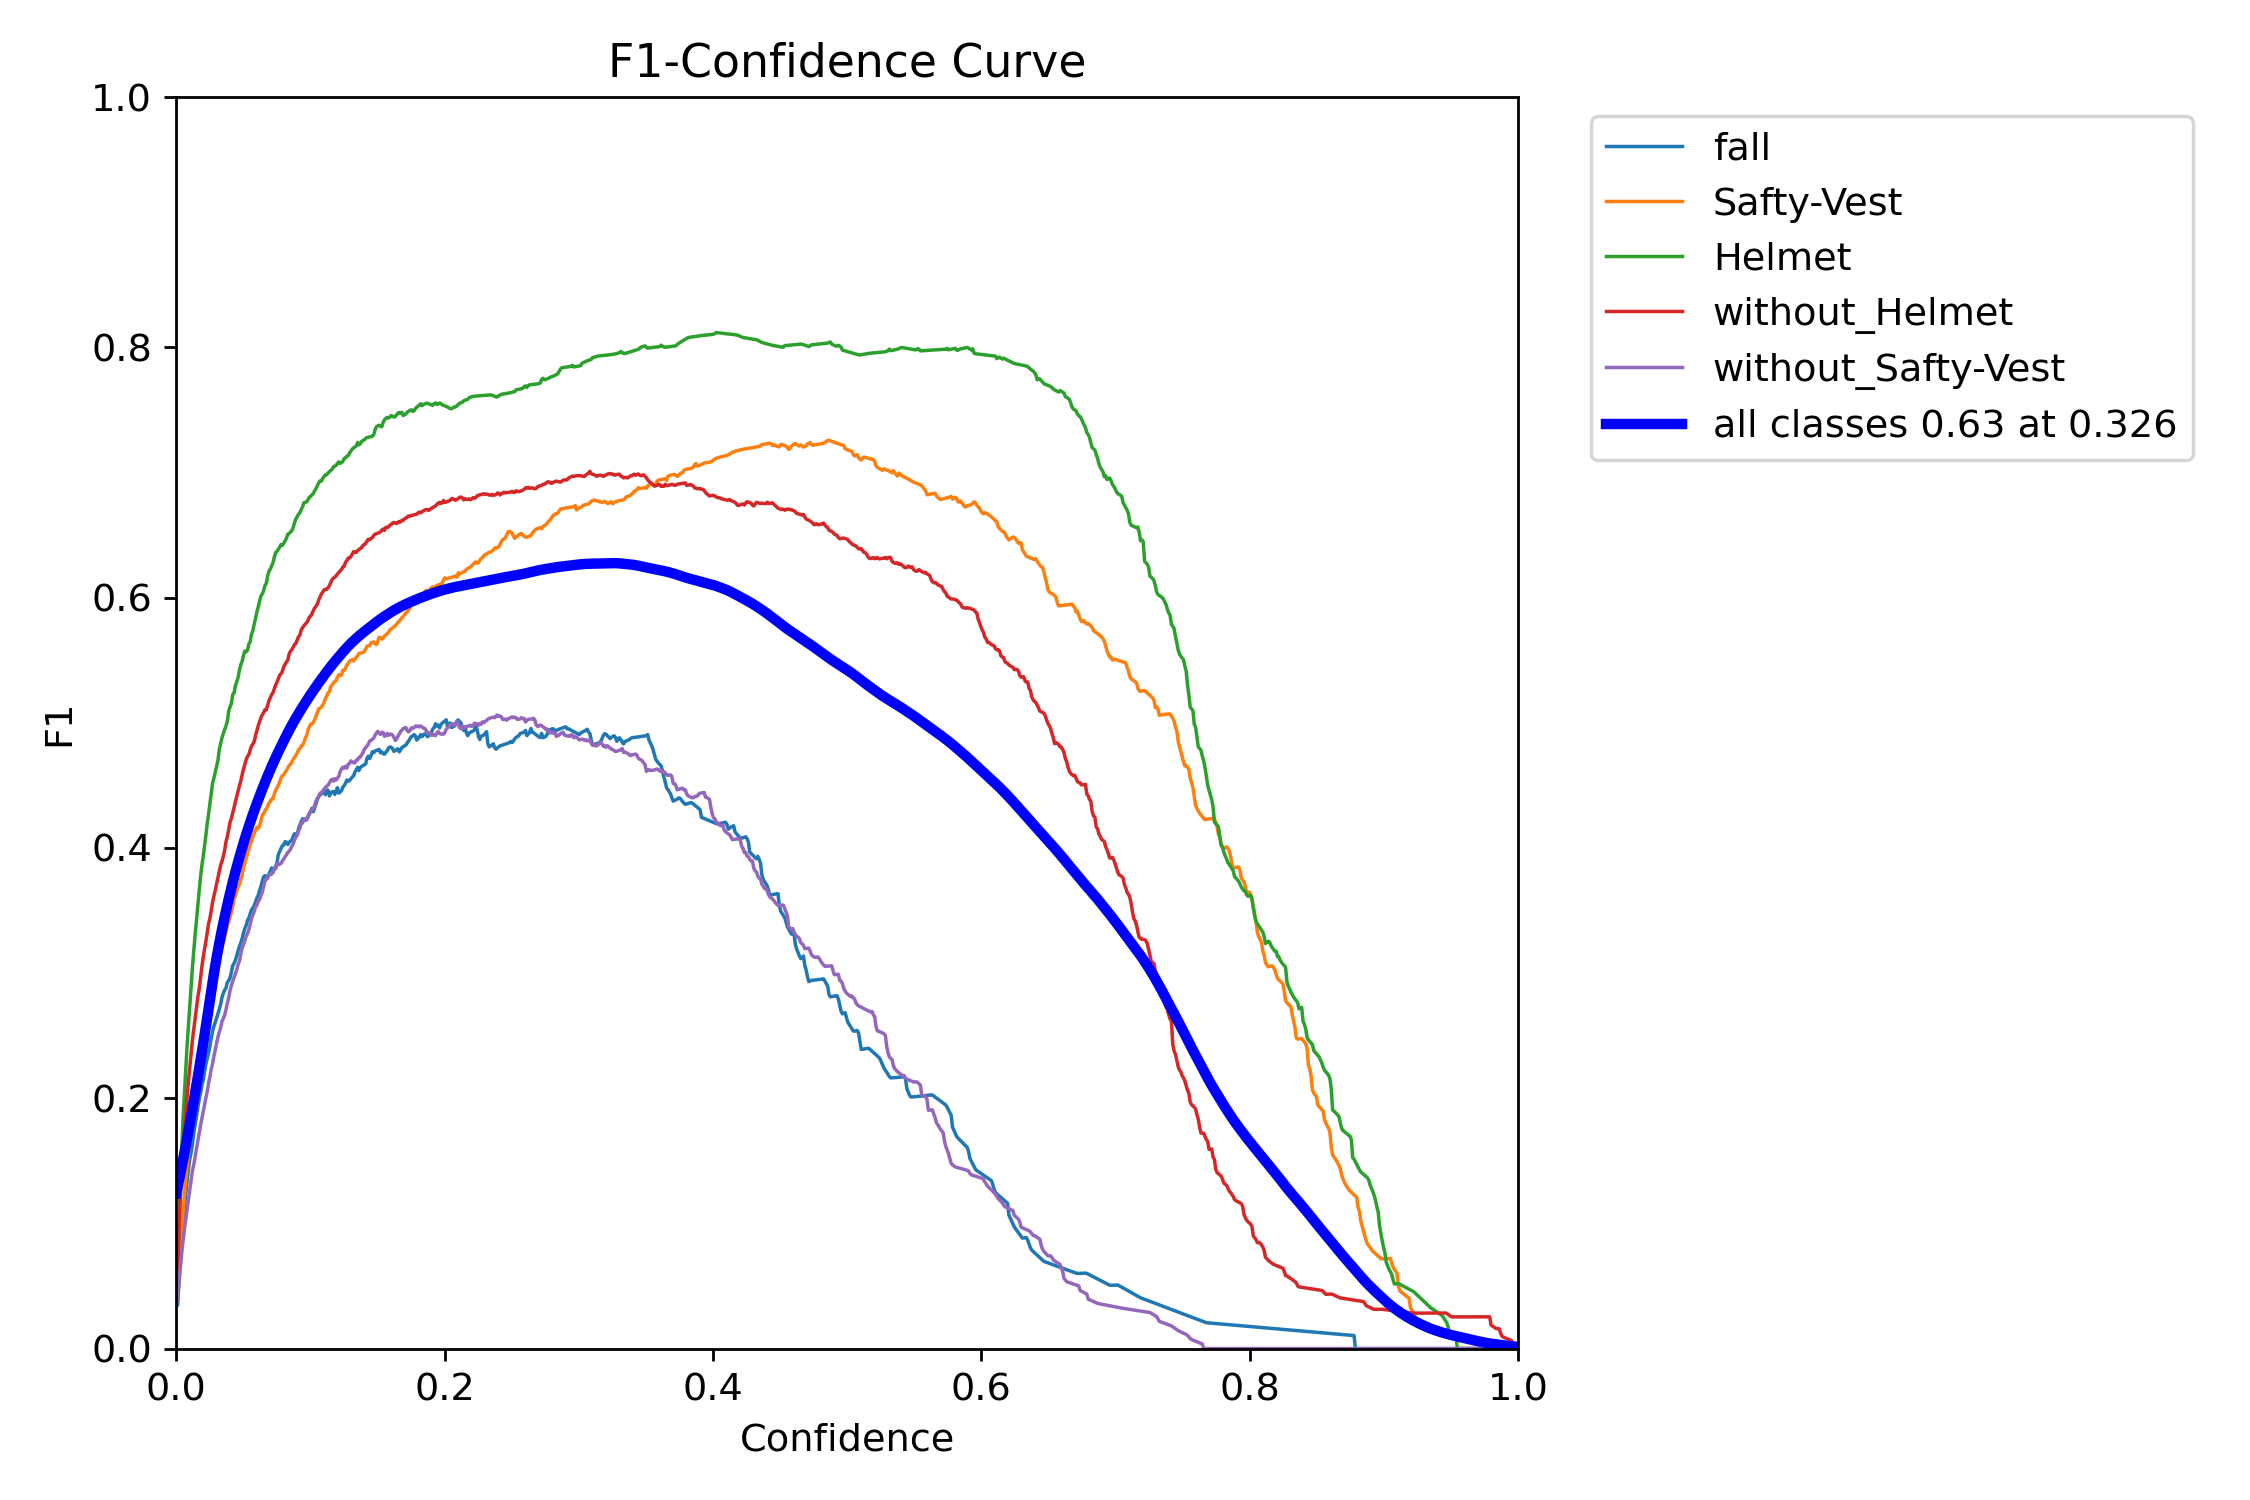 F1-Confidence Curve
1.0
0.8
0.6
0.4
0.2
0.0
F1
0.0 0.2 0.4 0.6 0.8 1.0
Confidence
fall
Safty-Vest
Helmet
without_Helmet
without_Safty-Vest
all classes 0.63 at 0.326